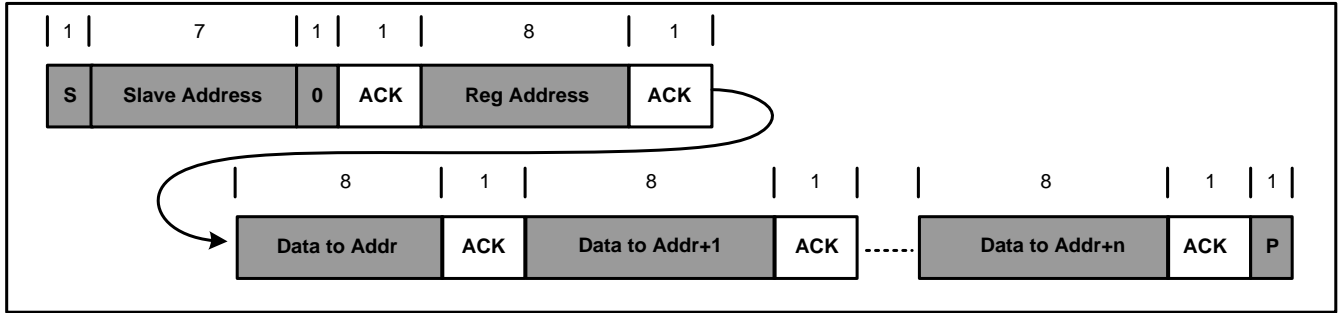 1 7 1 1 8 1
S Slave Address 0 ACK Reg Address ACK
8 1 8 1 8 1 1
Data to Addr ACK Data to Addr+1 ACK Data to Addr+n ACK P